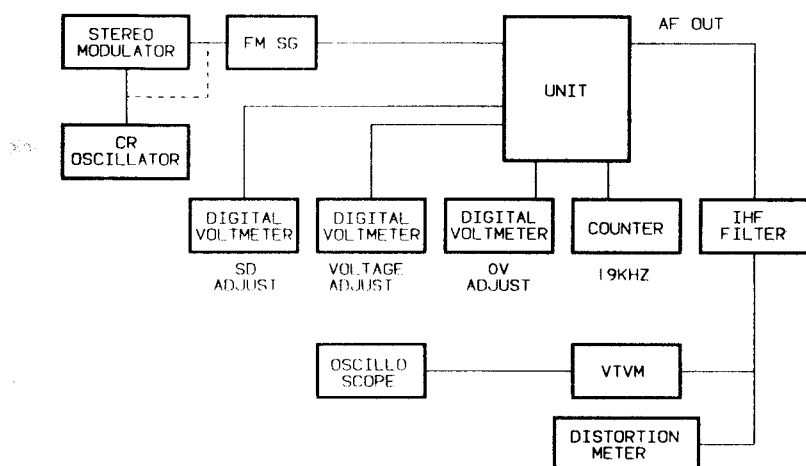 AF OUT
STEREO
MODULATOR
FM SG
UNIT
CR
OSCILLATOR
DIGITAL
VOLTMETER
DIGITAL
VOLTMETER
DIGITAL
VOLTMETER
COUNTER
IHF
FILTER
SD
ADJUST
VOLTAGE
ADJUST
0V
ADJUST
19KHZ
OSCILLO
SCOPE
VTVM
DISTORTION
METER